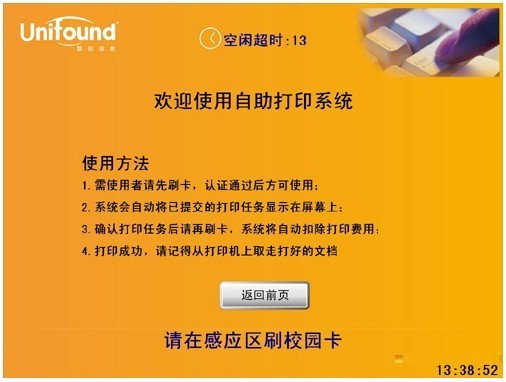 Unifound
联创信息
空闲超时:13
欢迎使用自助打印系统
使用方法
1.需使用者请先刷卡，认证通过后方可使用;
2.系统会自动将已提交的打印任务显示在屏幕上;
3.确认打印任务后请再刷卡，系统将自动扣除打印费用;
4.打印成功，请记得从打印机上取走打好的文档
返回前页
请在感应区刷校园卡
13:38:52